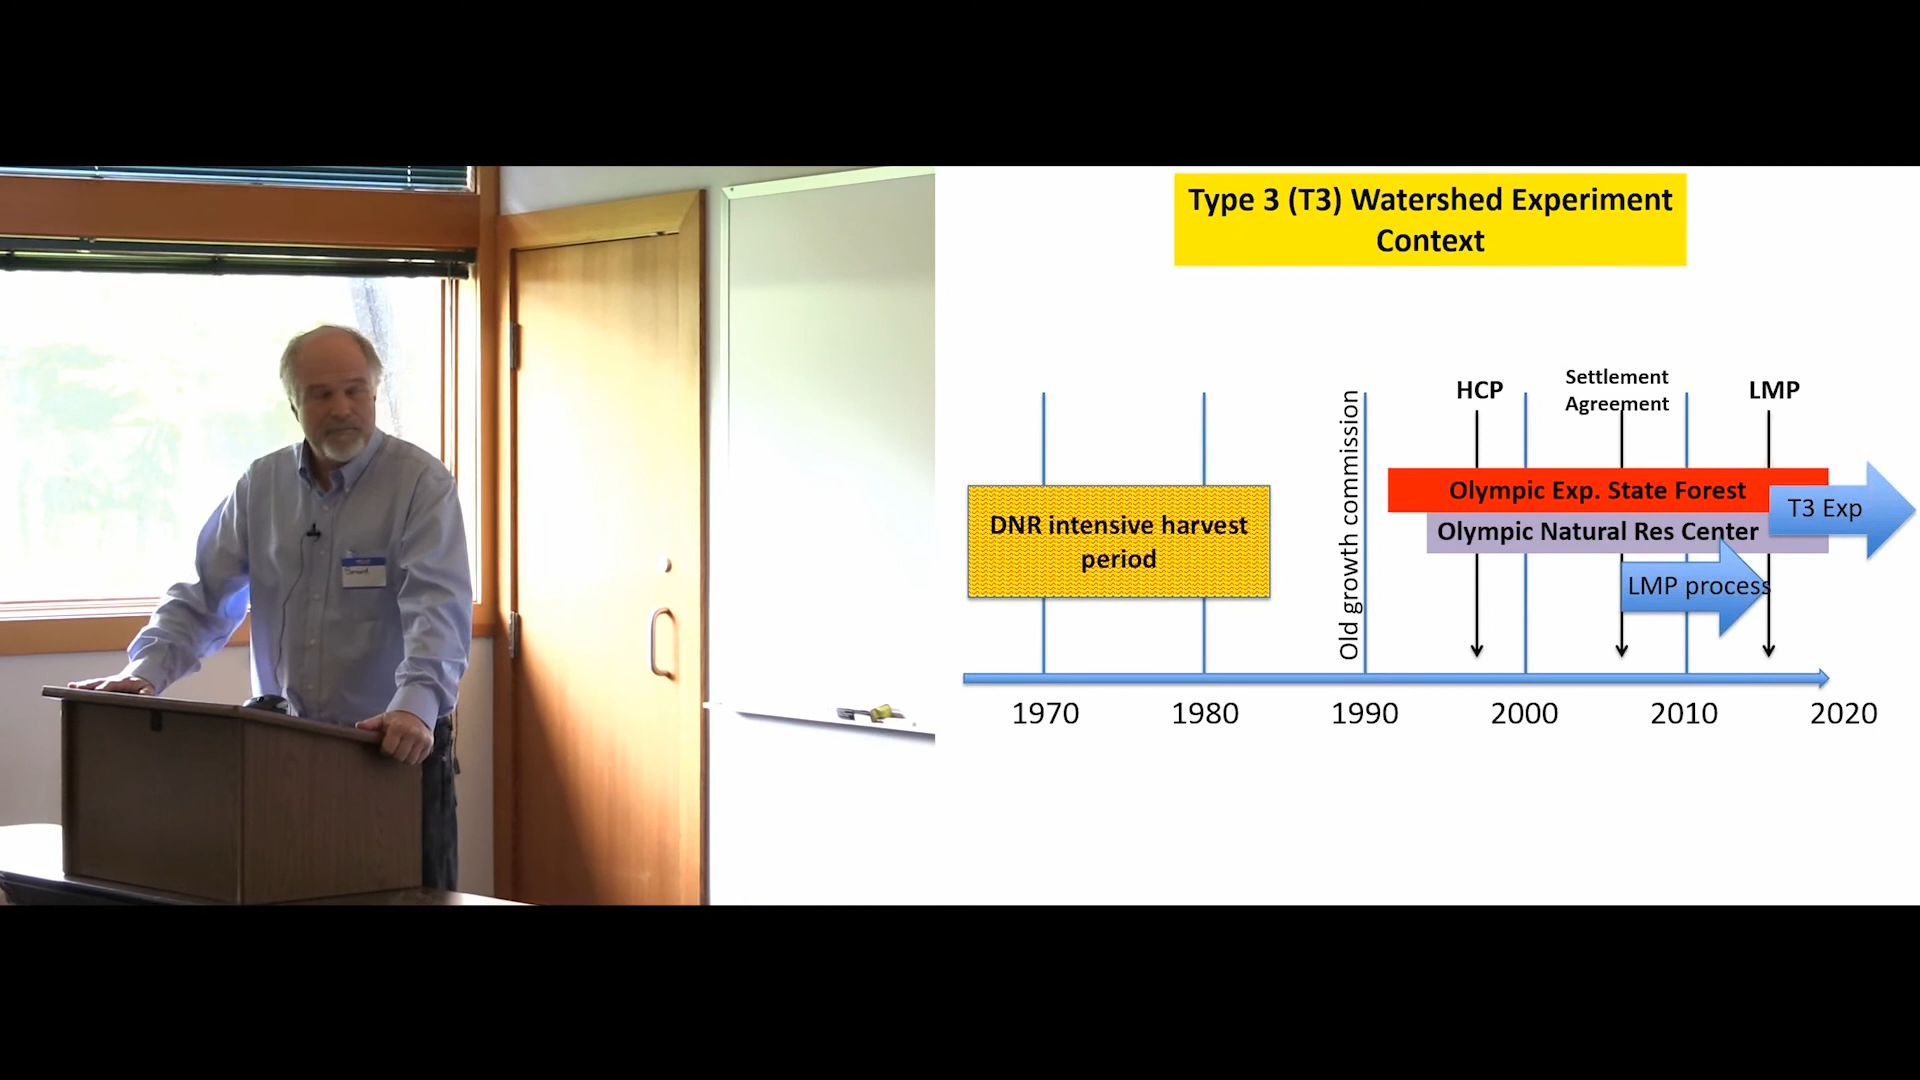 Type 3 (T3) Watershed Experiment
Context
HCP
Settlement
Agreement
LMP
Old growth commission
Olympic Exp. State Forest
T3 Exp
DNR intensive harvest
period
Olympic Natural Res Center
LMP process
1970
1980
1990
2000
2010
2020